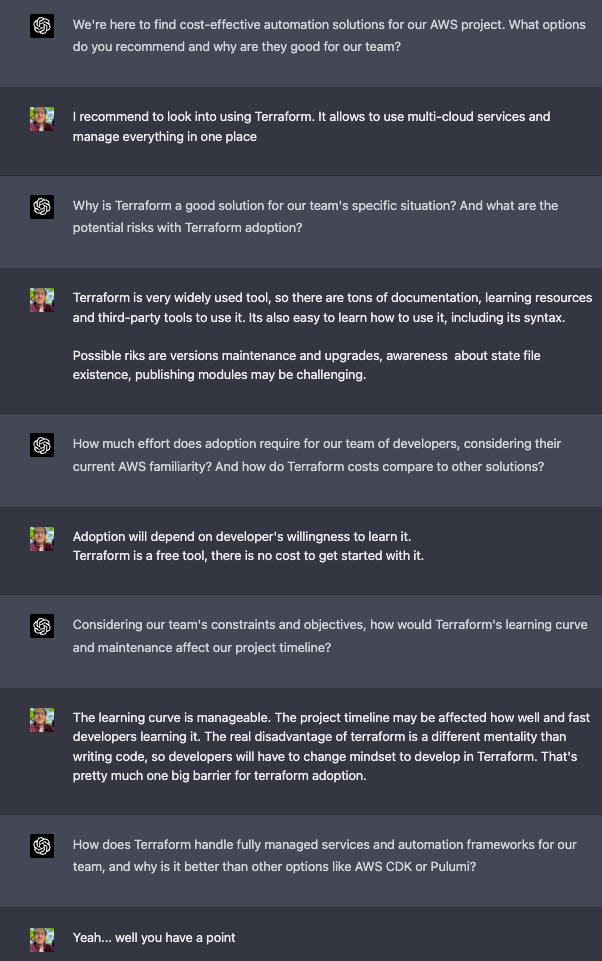 We're here to find cost-effective automation solutions for our AWS project. What options
do you recommend and why are they good for our team?
I recommend to look into using Terraform. It allows to use multi-cloud services and
manage everything in one place
Why is Terraform a good solution for our team's specific situation? And what are the
potential risks with Terraform adoption?
Terraform is very widely used tool, so there are tons of documentation, learning resources
and third-party tools to use it. Its also easy to learn how to use it, including its syntax.
Possible riks are versions maintenance and upgrades, awareness  about state file
existence, publishing modules may be challenging.
How much effort does adoption require for our team of developers, considering their
current AWS familiarity? And how do Terraform costs compare to other solutions?
Adoption will depend on developer's willingness to learn it.
Terraform is a free tool, there is no cost to get started with it.
Considering our team's constraints and objectives, how would Terraform's learning curve
and maintenance affect our project timeline?
The learning curve is manageable. The project timeline may be affected how well and fast
developers learning it. The real disadvantage of terraform is a different mentality than
writing code, so developers will have to change mindset to develop in Terraform. That's
pretty much one big barrier for terraform adoption.
How does Terraform handle fully managed services and automation frameworks for our
team, and why is it better than other options like AWS CDK or Pulumi?
Yeah... well you have a point